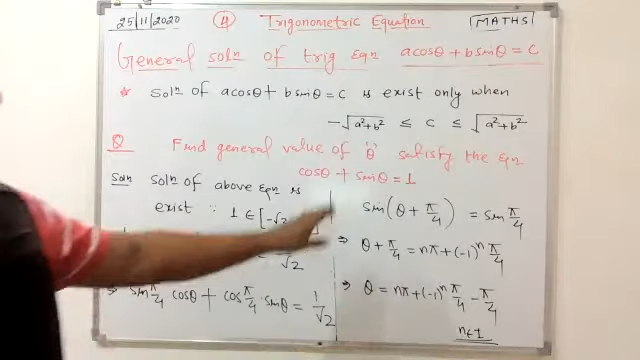 25/11/2020 ④ Trigonometric Equation MATHS
General solⁿ of trig Eqn acosθ + bsinθ = c
* Solⁿ of acosθ + bsinθ = c is exist only when
-√(a²+b²) ≤ c ≤ √(a²+b²)
Q Find general value of 'θ' satisfy the Eqn
cosθ + sinθ = 1
Solⁿ Solⁿ of above Eqn is
exist ∵ 1 ∈ [-√2
√2
⇒ sin π/4 cosθ + cos π/4 . sinθ = 1/√2
sin(θ + π/4) = sin π/4
⇒ θ + π/4 = nπ + (-1)ⁿ π/4
⇒ θ = nπ + (-1)ⁿ π/4 - π/4
n∈I